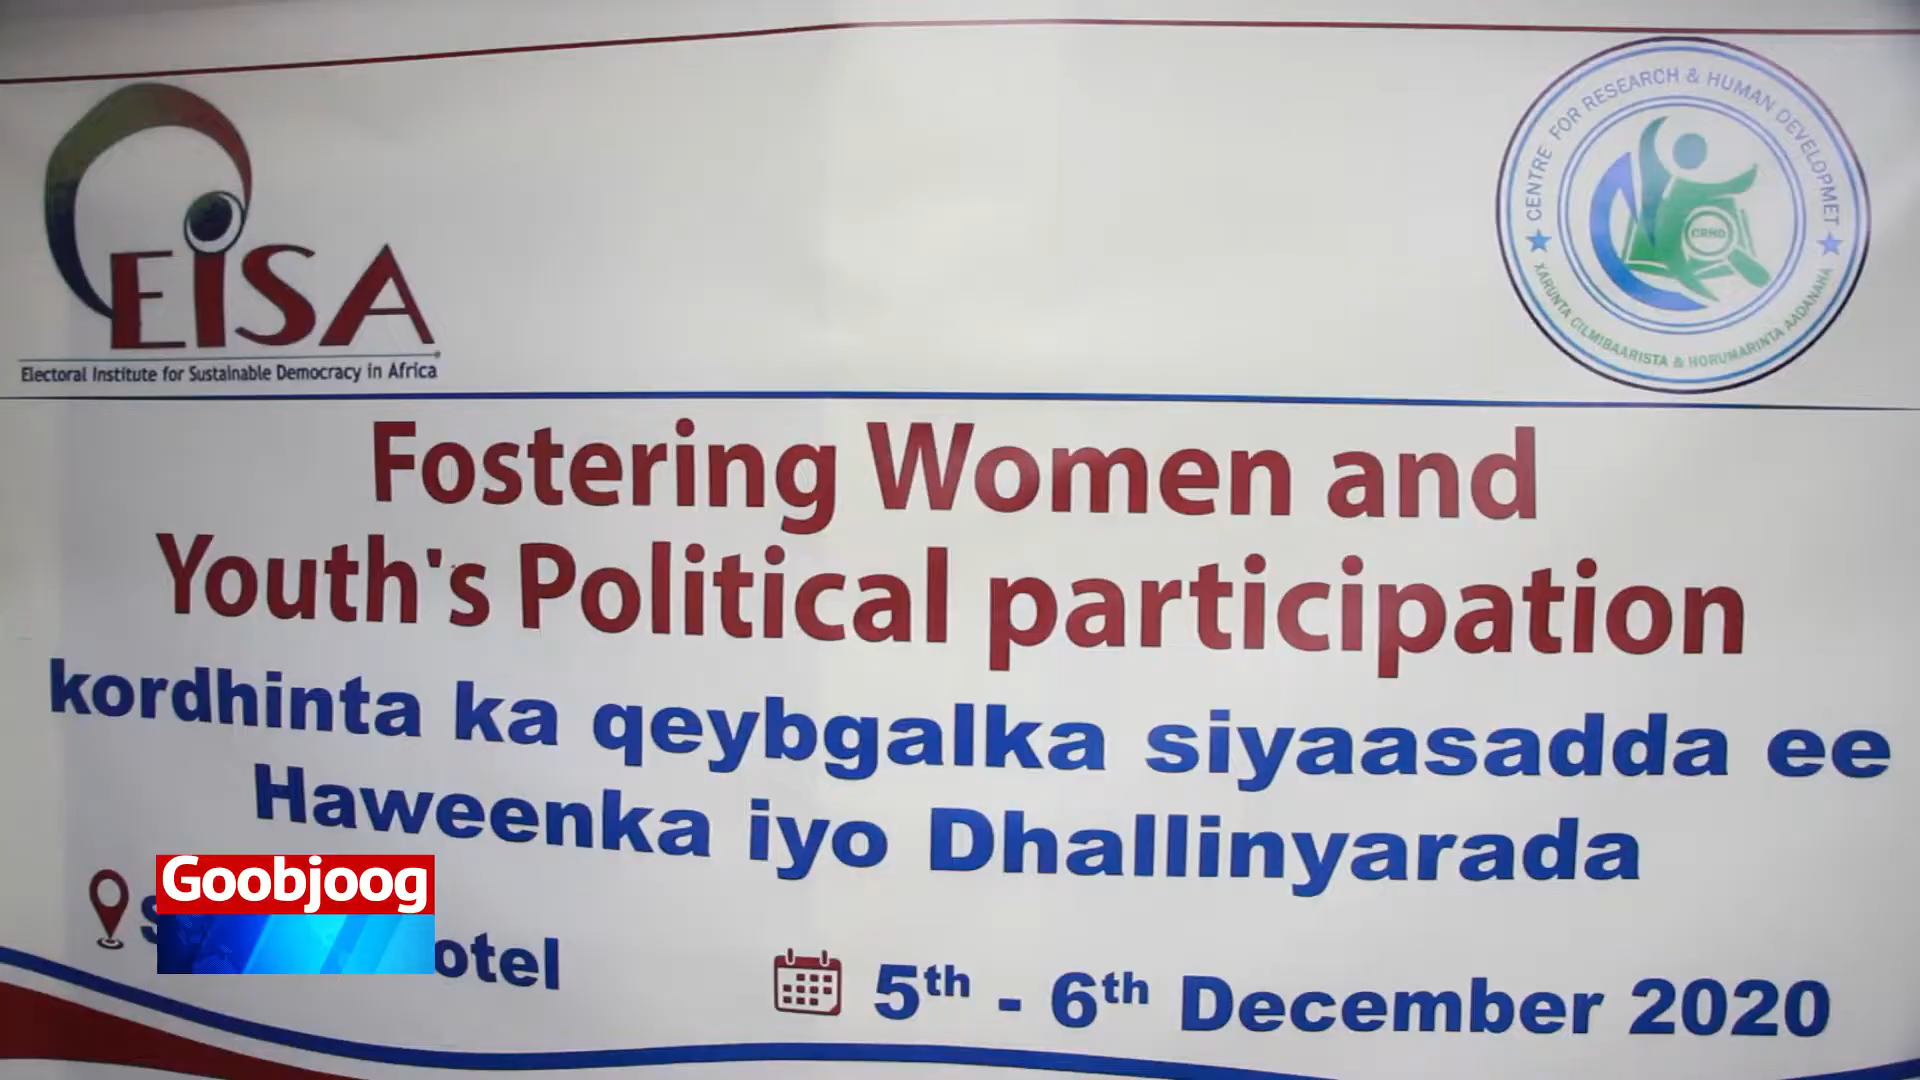 EISA
Electoral Institute for Sustainable Democracy in Africa
CENTRE FOR RESEARCH & HUMAN DEVELOPMET
CRHD
XARUNTA CILMIBAARISTA & HORUMARINTA AADANAHA
Fostering Women and
Youth's Political participation
kordhinta ka qeybgalka siyaasadda ee
Haweenka iyo Dhallinyarada
Goobjoog
5th - 6th December 2020